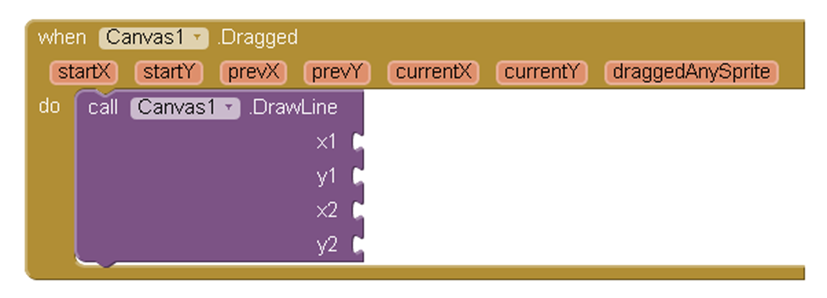 when Canvas1 .Dragged
startX startY prevX prevY currentX currentY draggedAnySprite
do call Canvas1 .DrawLine
x1
y1
x2
y2